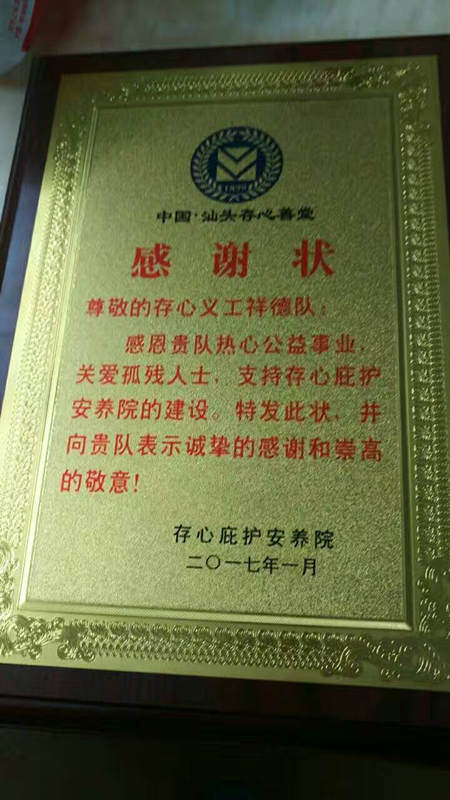 1899
中国·汕头存心善堂
感谢状
尊敬的存心义工祥德队：
感恩贵队热心公益事业，
关爱孤残人士，支持存心庇护
安养院的建设。特发此状，并
向贵队表示诚挚的感谢和崇高
的敬意！
存心庇护安养院
二〇一七年一月